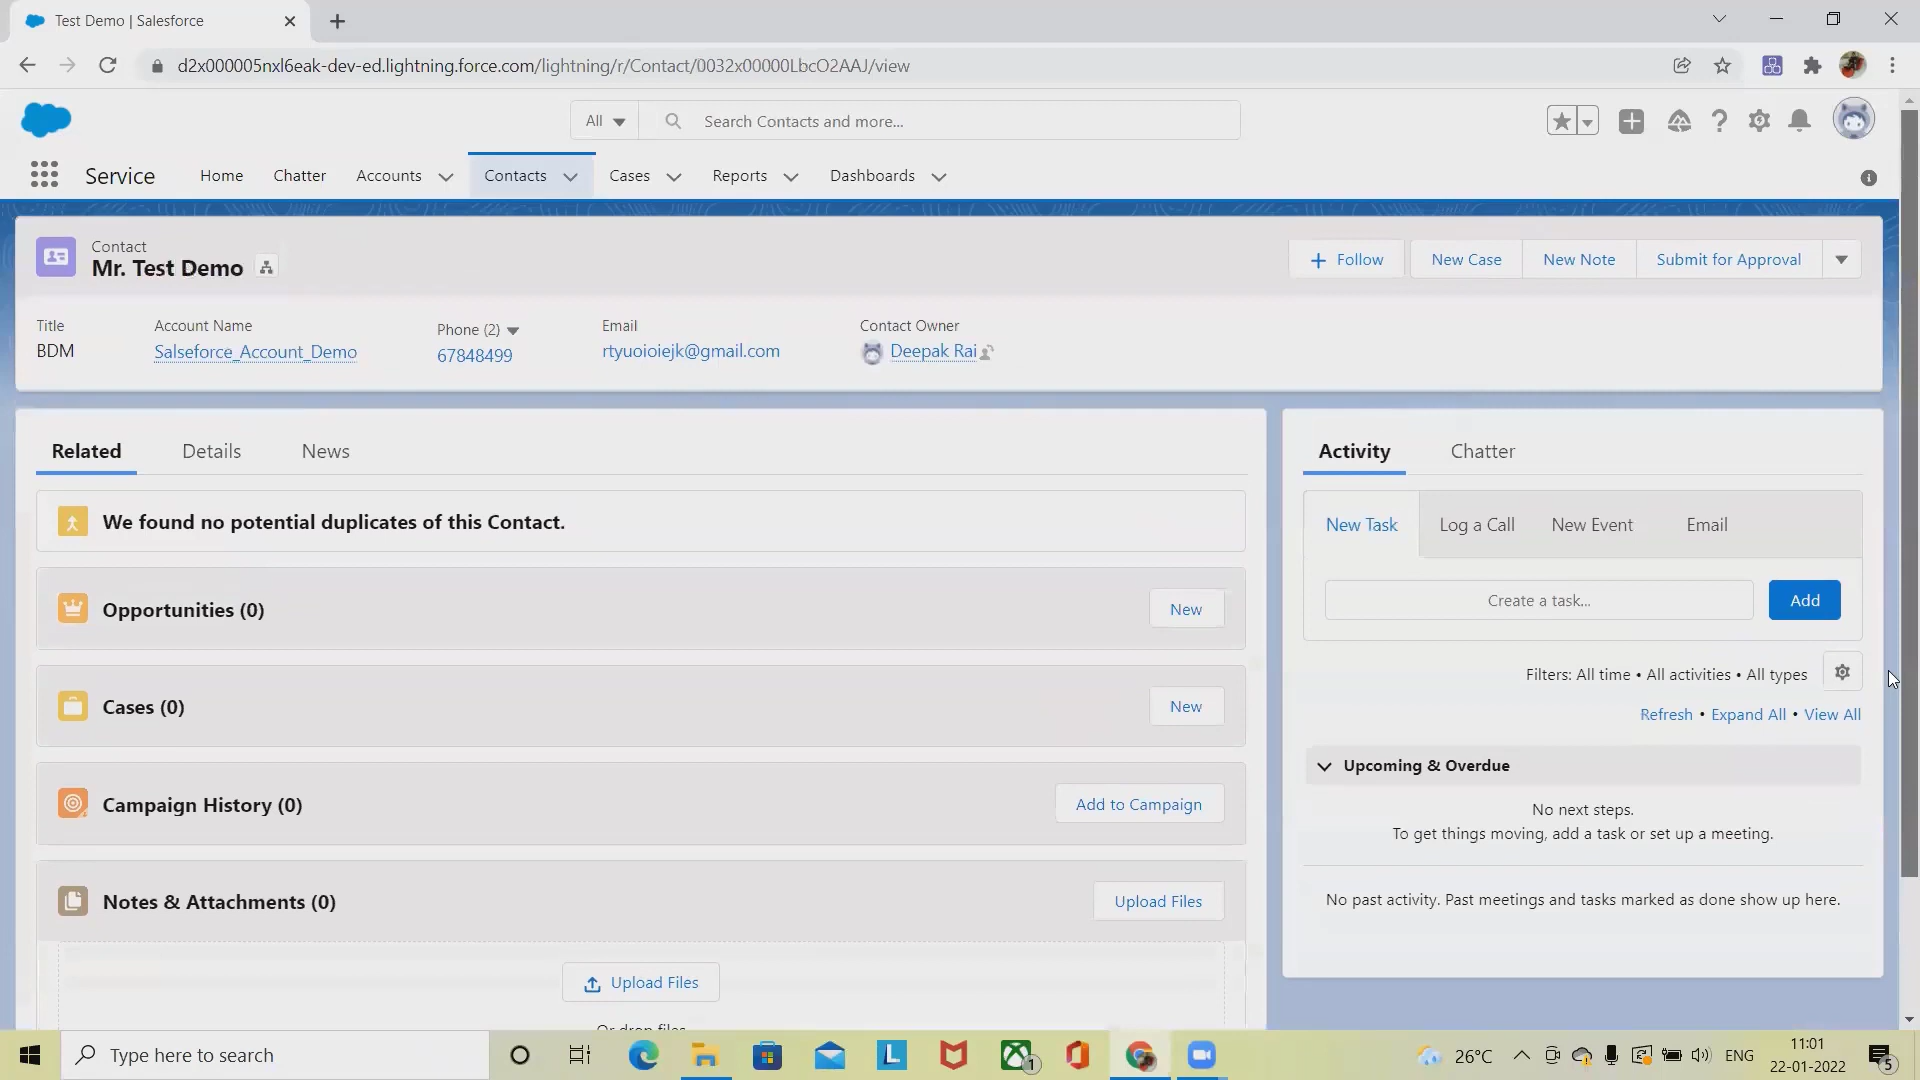 Test Demo | Salesforce
d2x000005nxl6eak-dev-ed.lightning.force.com/lightning/r/Contact/0032x00000LbcO2AAJ/view
All
Search Contacts and more...
Service Home Chatter Accounts Contacts Cases Reports Dashboards
Contact
Mr. Test Demo
Follow New Case New Note Submit for Approval
Title Account Name Phone (2) Email Contact Owner
BDM Salseforce_Account_Demo 67848499 rtyuoioiejk@gmail.com Deepak Rai
Related Details News
We found no potential duplicates of this Contact.
Opportunities (0) New
Cases (0) New
Campaign History (0) Add to Campaign
Notes & Attachments (0) Upload Files
Upload Files
Or drop files
Activity Chatter
New Task Log a Call New Event Email
Create a task... Add
Filters: All time • All activities • All types
Refresh • Expand All • View All
Upcoming & Overdue
No next steps.
To get things moving, add a task or set up a meeting.
No past activity. Past meetings and tasks marked as done show up here.
Type here to search
L
1
26°C
ENG
11:01
22-01-2022
5